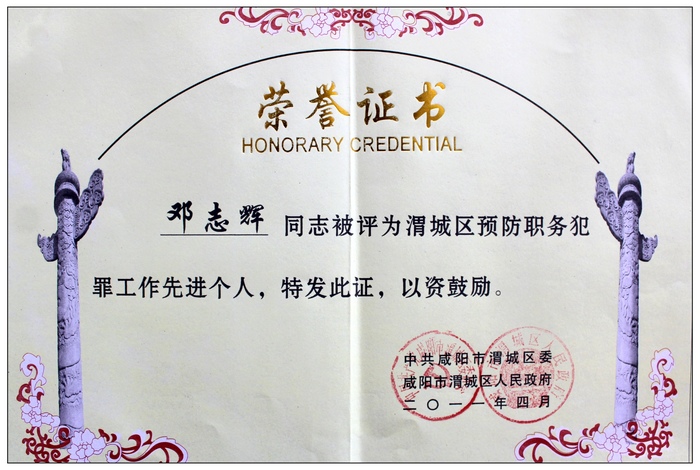 荣誉证书
HONORARY CREDENTIAL
邓志辉 同志被评为渭城区预防职务犯
罪工作先进个人，特发此证，以资鼓励。
中共咸阳市渭城区委
咸阳市渭城区人民政府
二〇一一年四月